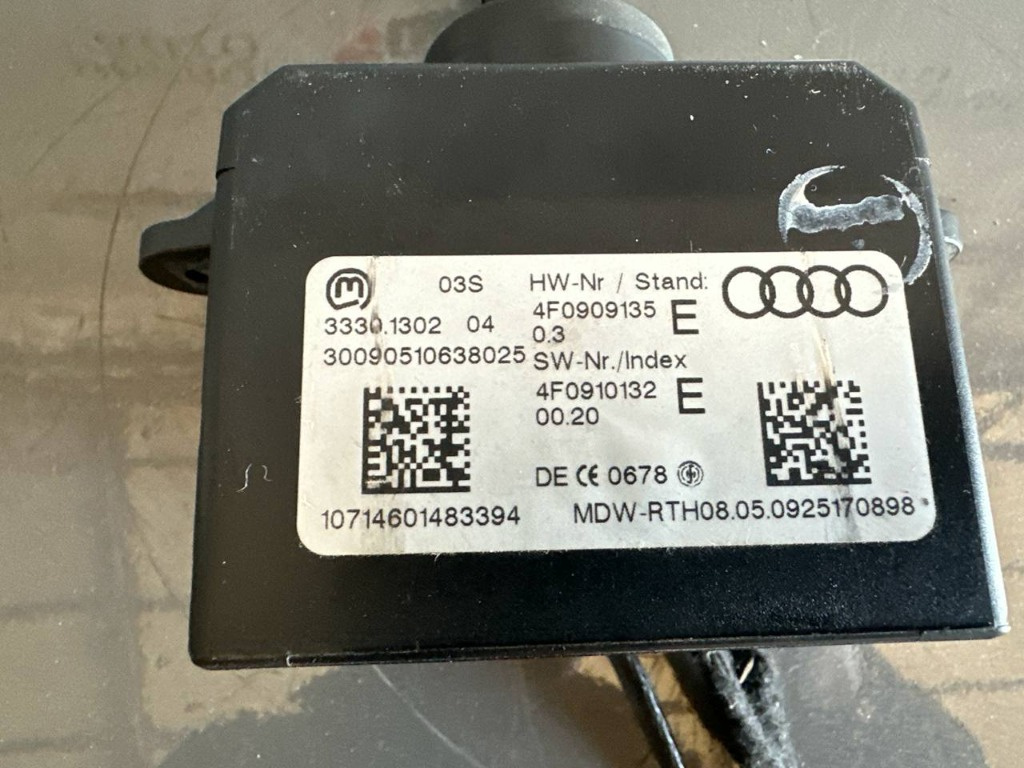 03S HW-Nr / Stand:
3330.1302 04 4F0909135 E
0.3
30090510638025 SW-Nr./Index
4F0910132 E
00.20
DE CE 0678
10714601483394 MDW-RTH08.05.0925170898